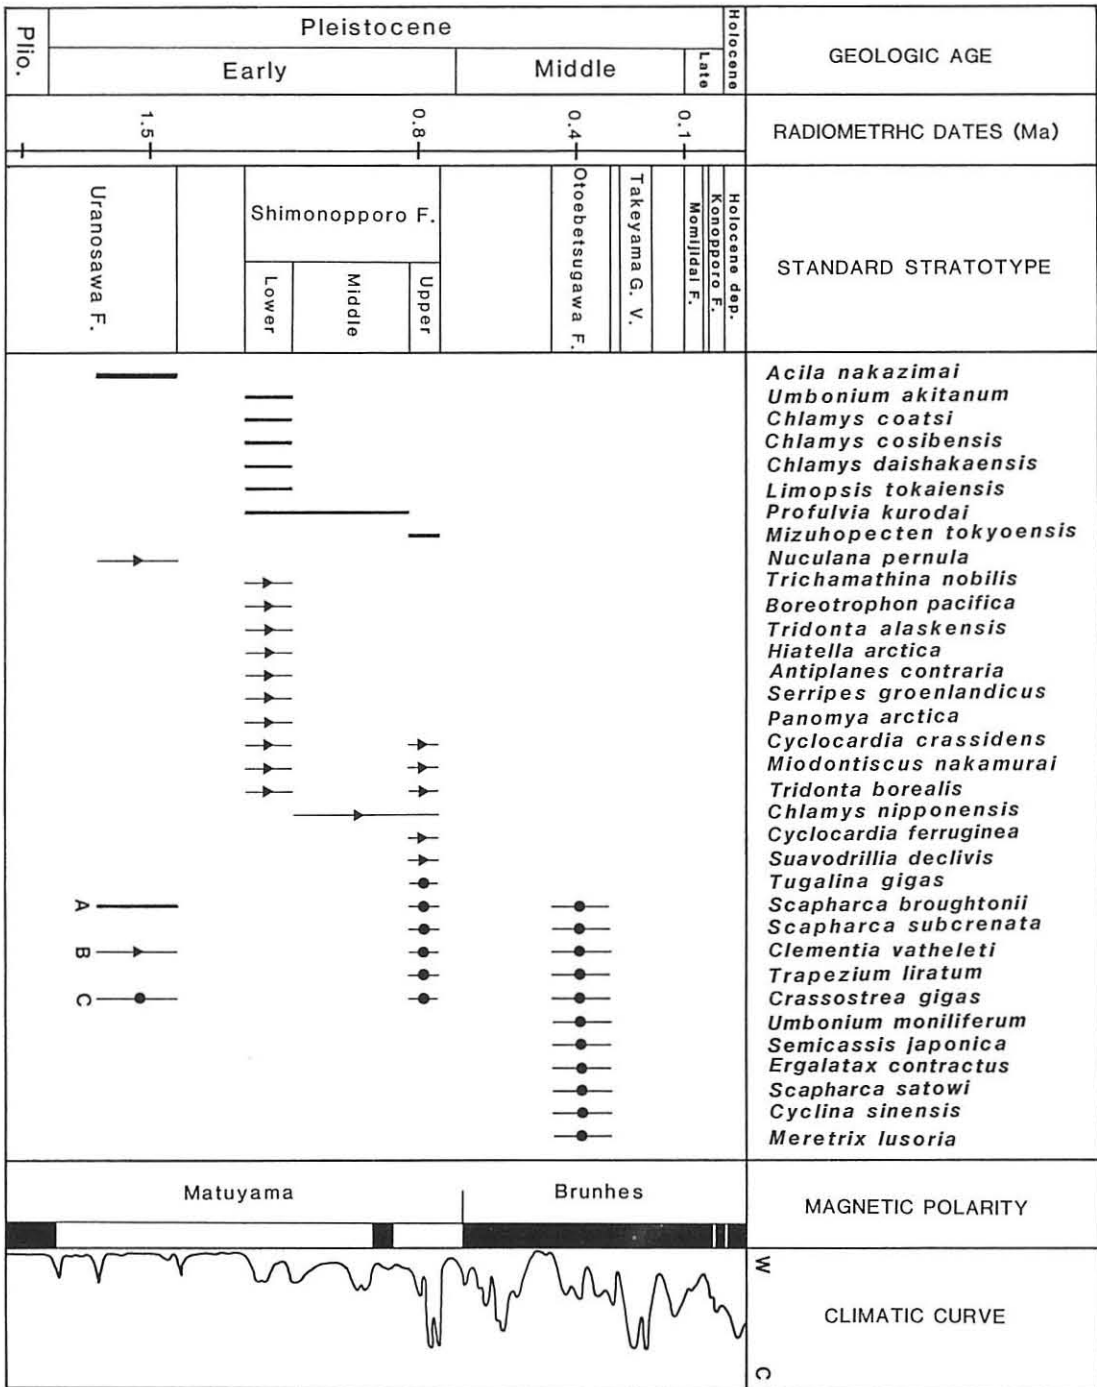 Plio.
Pleistocene
Holocene
GEOLOGIC AGE
Early
Middle
Late
1.5
0.8
0.4
0.1
RADIOMETRHC DATES (Ma)
Uranosawa F.
Shimonopporo F.
Lower
Middle
Upper
Otoebetsugawa F.
Takeyama G. V.
Momijidai F.
Konopporo F.
Holocene dep.
STANDARD STRATOTYPE
Acila nakazimai
Umbonium akitanum
Chlamys coatsi
Chlamys cosibensis
Chlamys daishakaensis
Limopsis tokaiensis
Profulvia kurodai
Mizuhopecten tokyoensis
Nuculana pernula
Trichamathina nobilis
Boreotrophon pacifica
Tridonta alaskensis
Hiatella arctica
Antiplanes contraria
Serripes groenlandicus
Panomya arctica
Cyclocardia crassidens
Miodontiscus nakamurai
Tridonta borealis
Chlamys nipponensis
Cyclocardia ferruginea
Suavodrillia declivis
Tugalina gigas
A
Scapharca broughtonii
Scapharca subcrenata
B
Clementia vatheleti
Trapezium liratum
C
Crassostrea gigas
Umbonium moniliferum
Semicassis japonica
Ergalatax contractus
Scapharca satowi
Cyclina sinensis
Meretrix lusoria
Matuyama
Brunhes
MAGNETIC POLARITY
W
CLIMATIC CURVE
C